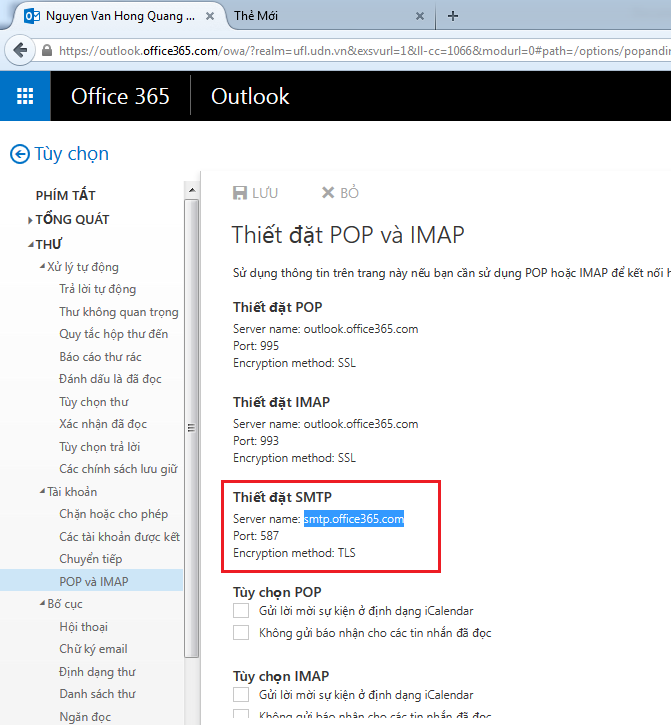 Nguyen Van Hong Quang ...
Thẻ Mới
https://outlook.office365.com/owa/?realm=ufl.udn.vn&exsvurl=1&ll-cc=1066&modurl=0#path=/options/popandi
Office 365
Outlook
Tùy chọn
PHÍM TẮT
TỔNG QUÁT
THƯ
Xử lý tự động
Trả lời tự động
Thư không quan trọng
Quy tắc hộp thư đến
Báo cáo thư rác
Đánh dấu là đã đọc
Tùy chọn thư
Xác nhận đã đọc
Tùy chọn trả lời
Các chính sách lưu giữ
Tài khoản
Chặn hoặc cho phép
Các tài khoản được kết
Chuyển tiếp
POP và IMAP
Bố cục
Hội thoại
Chữ ký email
Định dạng thư
Danh sách thư
Ngăn đọc
LƯU
BỎ
Thiết đặt POP và IMAP
Sử dụng thông tin trên trang này nếu bạn cần sử dụng POP hoặc IMAP để kết nối
Thiết đặt POP
Server name: outlook.office365.com
Port: 995
Encryption method: SSL
Thiết đặt IMAP
Server name: outlook.office365.com
Port: 993
Encryption method: SSL
Thiết đặt SMTP
Server name: smtp.office365.com
Port: 587
Encryption method: TLS
Tùy chọn POP
Gửi lời mời sự kiện ở định dạng iCalendar
Không gửi báo nhận cho các tin nhắn đã đọc
Tùy chọn IMAP
Gửi lời mời sự kiện ở định dạng iCalendar
Không gửi báo nhận cho các tin nhắn đã đọc